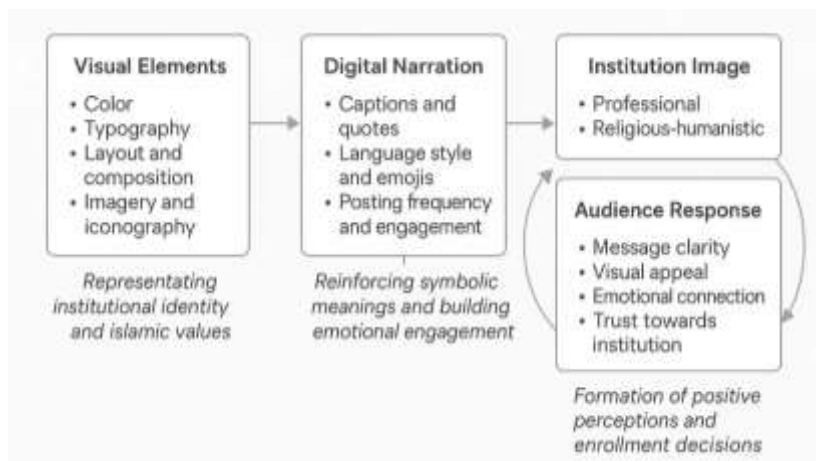 Visual Elements
• Color
• Typography
• Layout and
composition
• Imagery and
iconography
Representating
institutional identity
and islamic values
Digital Narration
• Captions and
quotes
• Language style
and emojis
• Posting frequency
and engagement
Reinforcing symbolic
meanings and building
emotional engagement
Institution Image
• Professional
• Religious-humanistic
Audience Response
• Message clarity
• Visual appeal
• Emotional connection
• Trust towards
institution
Formation of positive
perceptions and
enrollment decisions